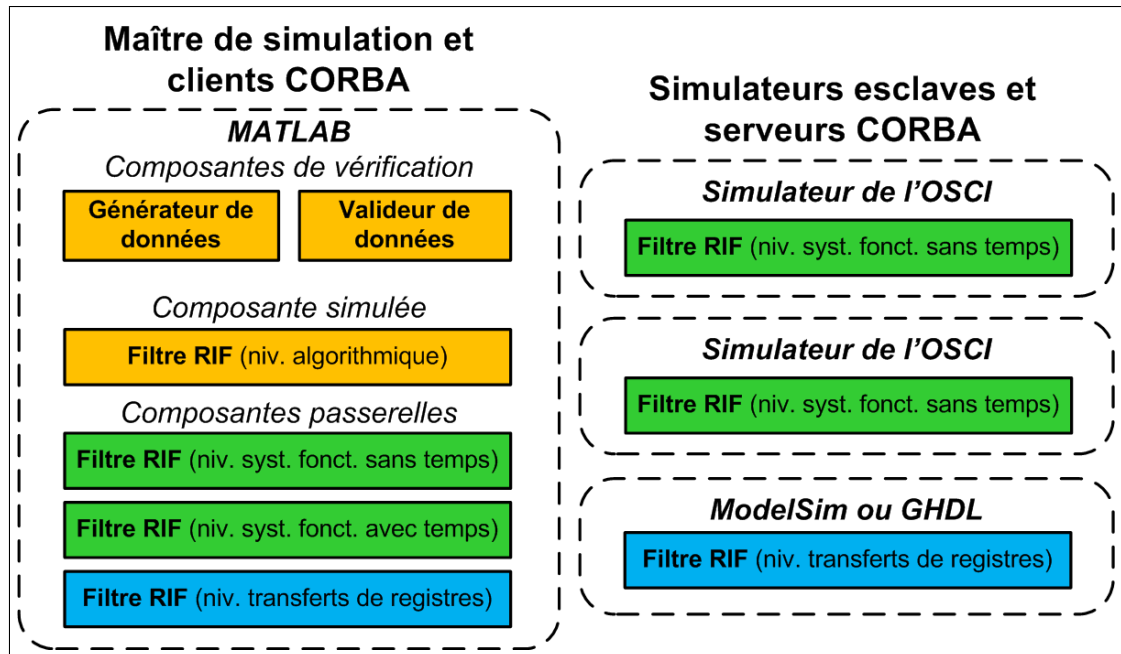 Maître de simulation et
clients CORBA
MATLAB
Composantes de vérification
Générateur de
données
Valideur de
données
Composante simulée
Filtre RIF (niv. algorithmique)
Composantes passerelles
Filtre RIF (niv. syst. fonct. sans temps)
Filtre RIF (niv. syst. fonct. avec temps)
Filtre RIF (niv. transferts de registres)
Simulateurs esclaves et
serveurs CORBA
Simulateur de l'OSCI
Filtre RIF (niv. syst. fonct. sans temps)
Simulateur de l'OSCI
Filtre RIF (niv. syst. fonct. sans temps)
ModelSim ou GHDL
Filtre RIF (niv. transferts de registres)